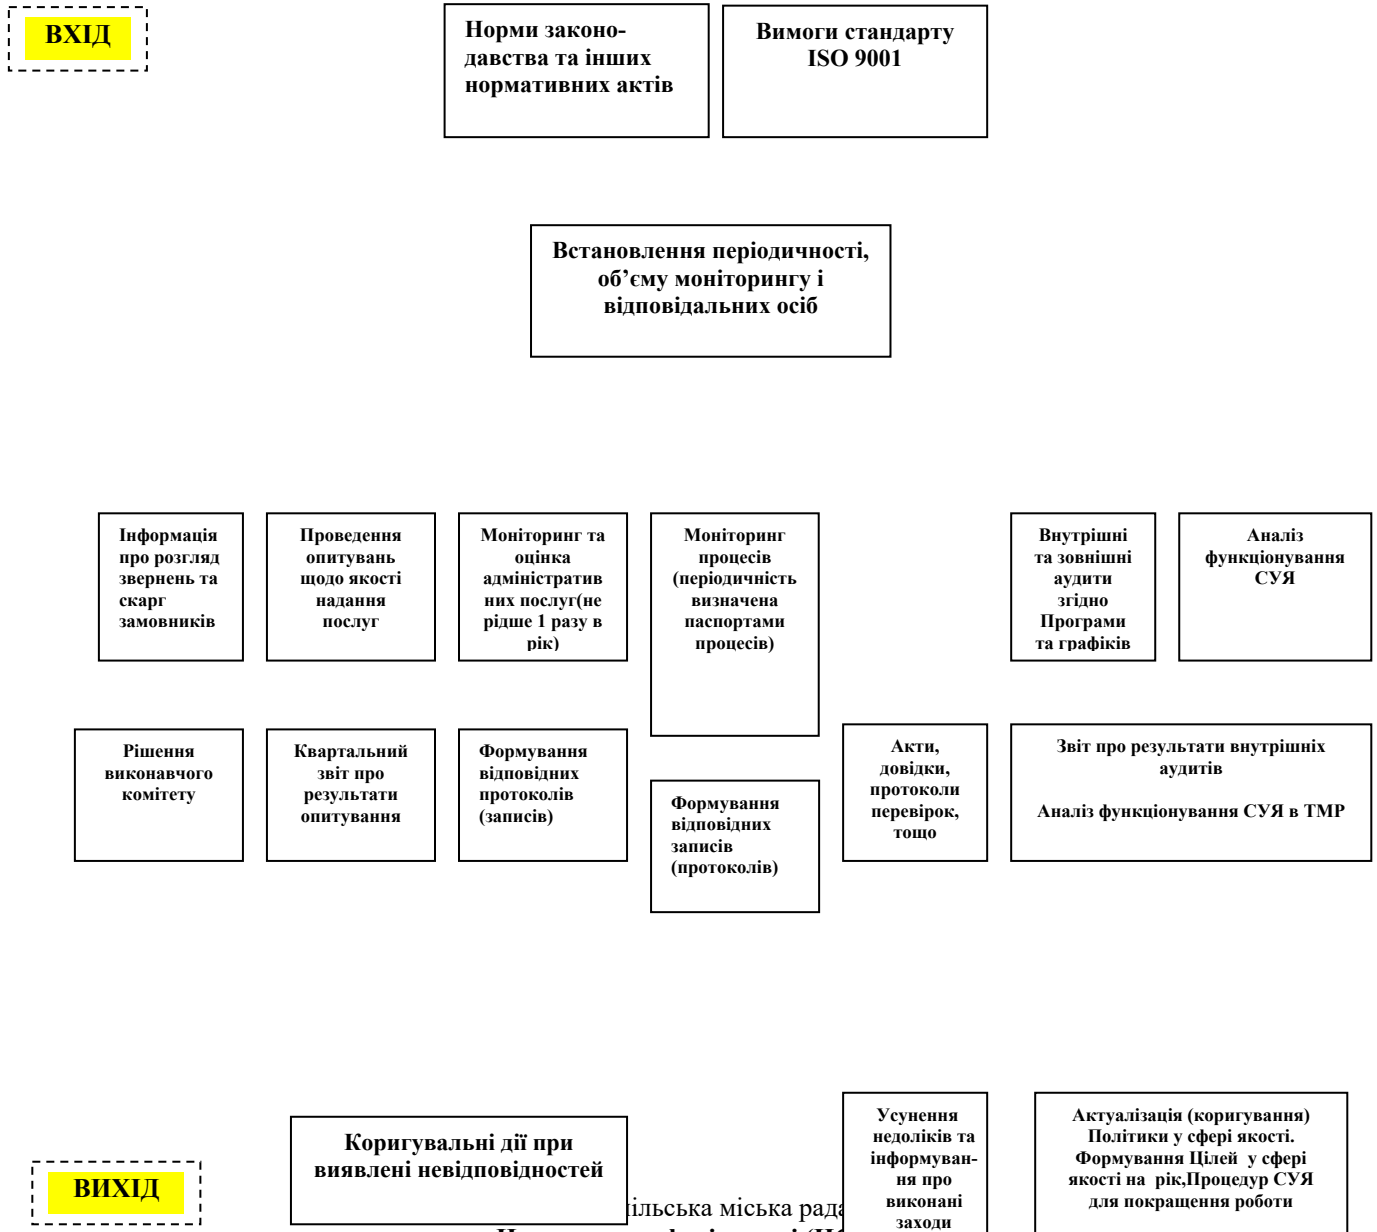 ВХІД
Норми законо-
давства та інших
нормативних актів
Вимоги стандарту
ISO 9001
Встановлення періодичності,
об’єму моніторингу і
відповідальних осіб
Інформація
про розгляд
звернень та
скарг
замовників
Проведення
опитувань
щодо якості
надання
послуг
Моніторинг та
оцінка
адміністратив
них послуг(не
рідше 1 разу в
рік)
Моніторинг
процесів
(періодичність
визначена
паспортами
процесів)
Внутрішні
та зовнішні
аудити
згідно
Програми
та графіків
Аналіз
функціонування
СУЯ
Рішення
виконавчого
комітету
Квартальний
звіт про
результати
опитування
Формування
відповідних
протоколів
(записів)
Формування
відповідних
записів
(протоколів)
Акти,
довідки,
протоколи
перевірок,
тощо
Звіт про результати внутрішніх
аудитів
Аналіз функціонування СУЯ в ТМР
ВИХІД
Коригувальні дії при
виявлені невідповідностей
Усунення
недоліків та
інформуван-
ня про
виконані
заходи
Актуалізація (коригування)
Політики у сфері якості.
Формування Цілей у сфері
якості на рік,Процедур СУЯ
для покращення роботи
міська рада